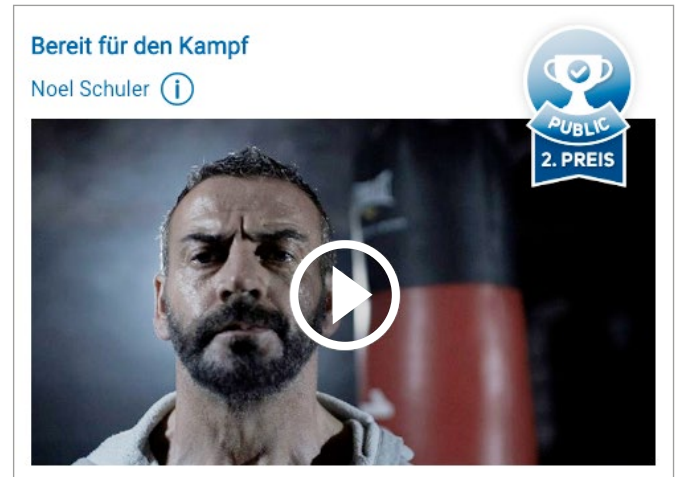 Bereit für den Kampf
Noel Schuler i
PUBLIC
2. PREIS